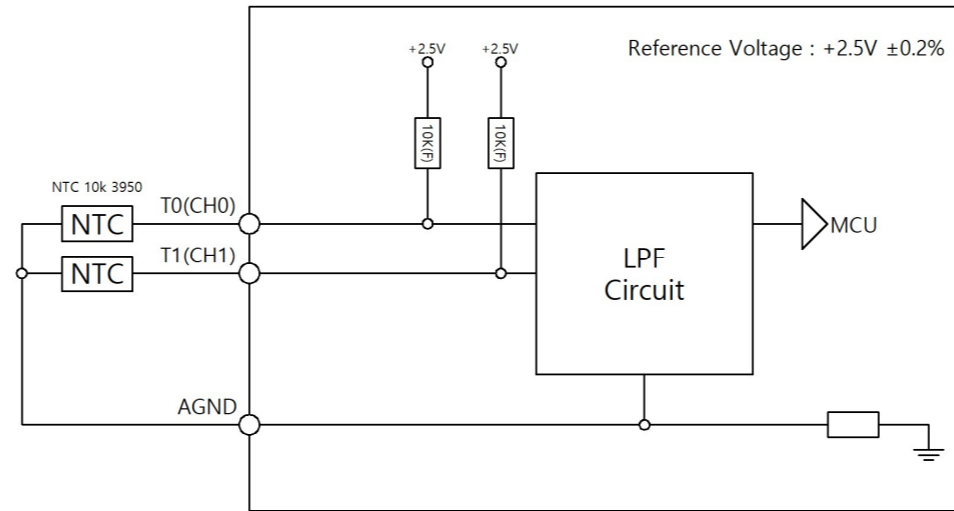 +2.5V
+2.5V
Reference Voltage : +2.5V ±0.2%
10K(F)
10K(F)
NTC 10k 3950
T0(CH0)
NTC
MCU
T1(CH1)
NTC
LPF
Circuit
AGND